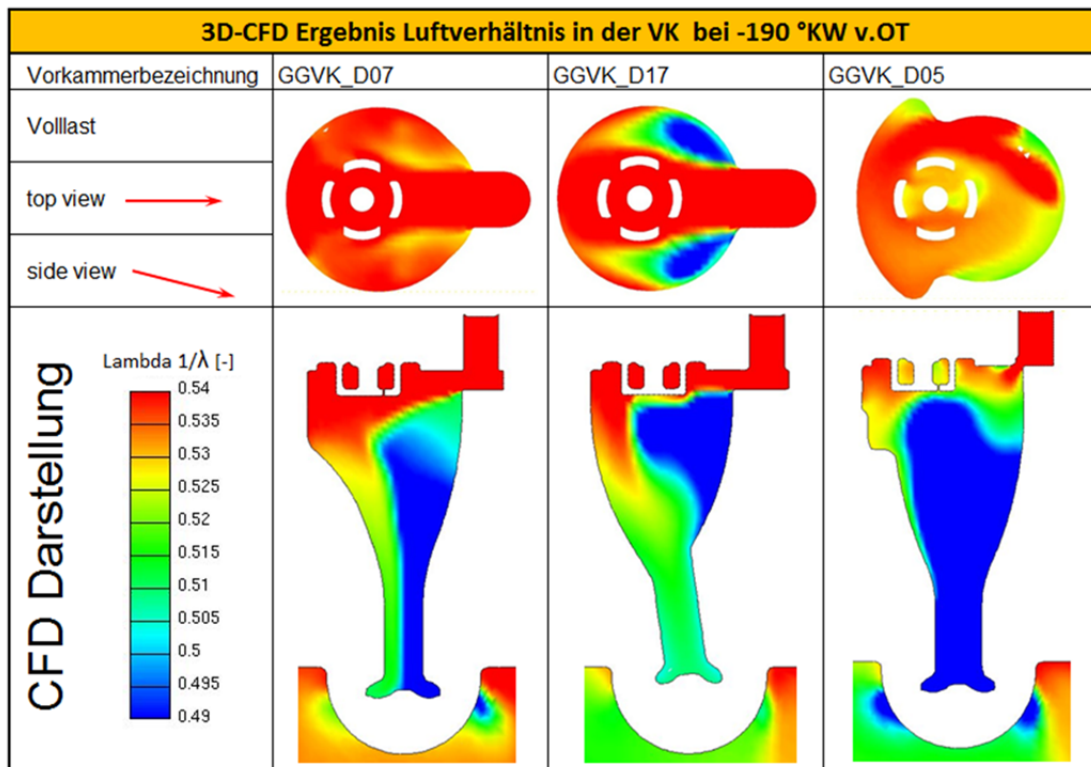 3D-CFD Ergebnis Luftverhältnis in der VK bei -190 °KW v.OT
Vorkammerbezeichnung GGVK_D07 GGVK_D17 GGVK_D05
Volllast
top view
side view
CFD Darstellung
Lambda 1/λ [-]
0.54
0.535
0.53
0.525
0.52
0.515
0.51
0.505
0.5
0.495
0.49